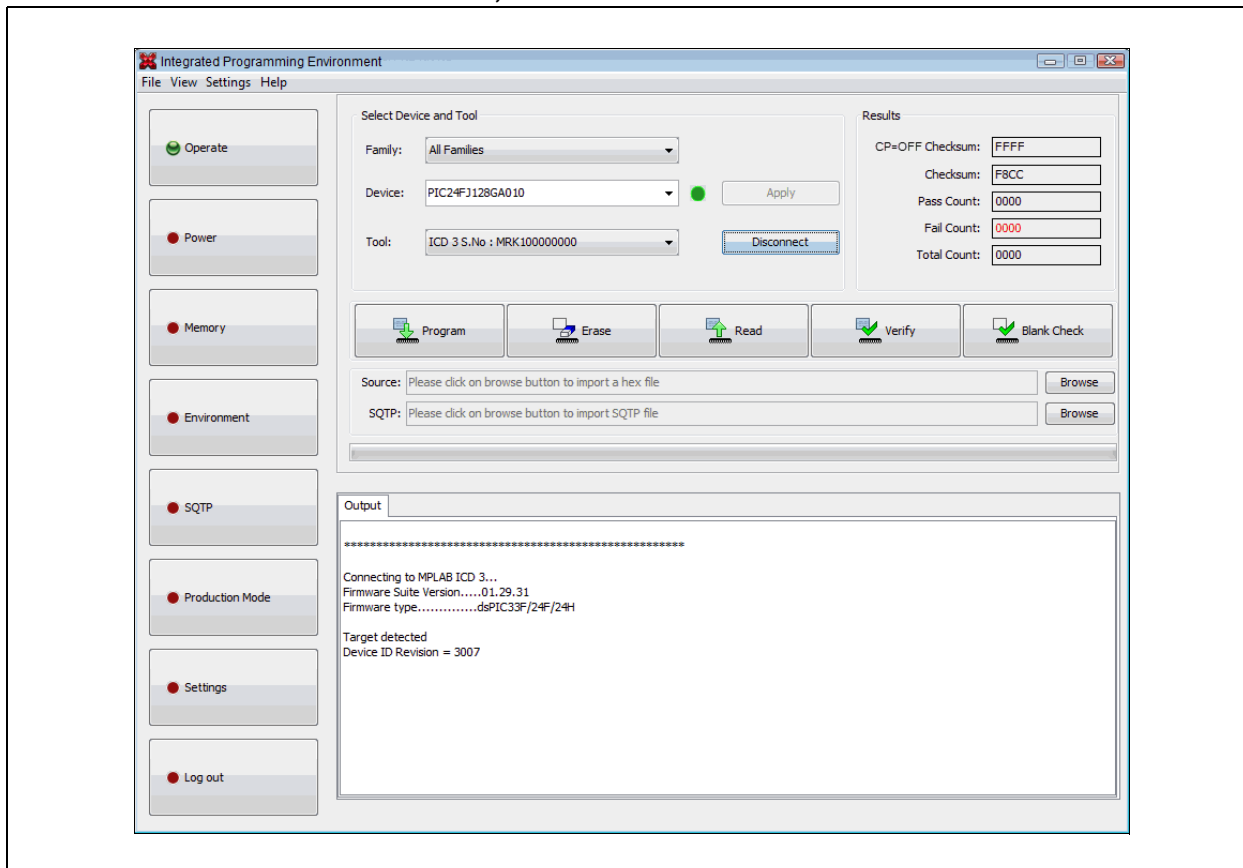 Integrated Programming Environment
File View Settings Help
Operate
Power
Memory
Environment
SQTP
Production Mode
Settings
Log out
Select Device and Tool
Family: All Families
Device: PIC24FJ128GA010 Apply
Tool: ICD 3 S.No : MRK100000000 Disconnect
Results
CP=OFF Checksum: FFFF
Checksum: F8CC
Pass Count: 0000
Fail Count: 0000
Total Count: 0000
Program Erase Read Verify Blank Check
Source: Please click on browse button to import a hex file Browse
SQTP: Please click on browse button to import SQTP file Browse
Output
*****************************************************
Connecting to MPLAB ICD 3...
Firmware Suite Version.....01.29.31
Firmware type..............dsPIC33F/24F/24H
Target detected
Device ID Revision = 3007